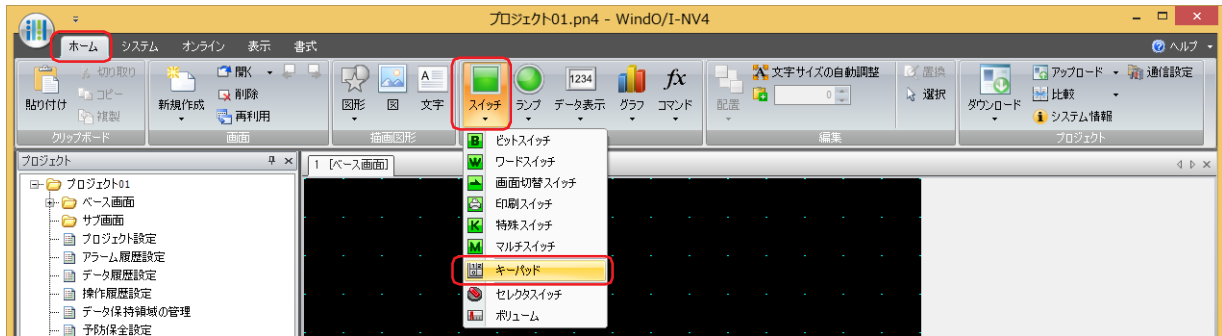 プロジェクト01.pn4 - WindO/I-NV4
ホーム システム オンライン 表示 書式 ヘルプ
貼り付け 切り取り コピー 複製 クリップボード
新規作成 開く 削除 再利用 画面
図形 図 文字 描画図形
スイッチ ランプ 1234 データ表示 グラフ fx コマンド
配置 文字サイズの自動調整 0 置換 選択 編集
ダウンロード アップロード 比較 システム情報 通信設定 プロジェクト
プロジェクト
プロジェクト01
ベース画面
サブ画面
プロジェクト設定
アラーム履歴設定
データ履歴設定
操作履歴設定
データ保持領域の管理
予防保全設定
1 [ベース画面]
B ビットスイッチ
W ワードスイッチ
画面切替スイッチ
印刷スイッチ
K 特殊スイッチ
M マルチスイッチ
キーパッド
セレクタスイッチ
ボリューム